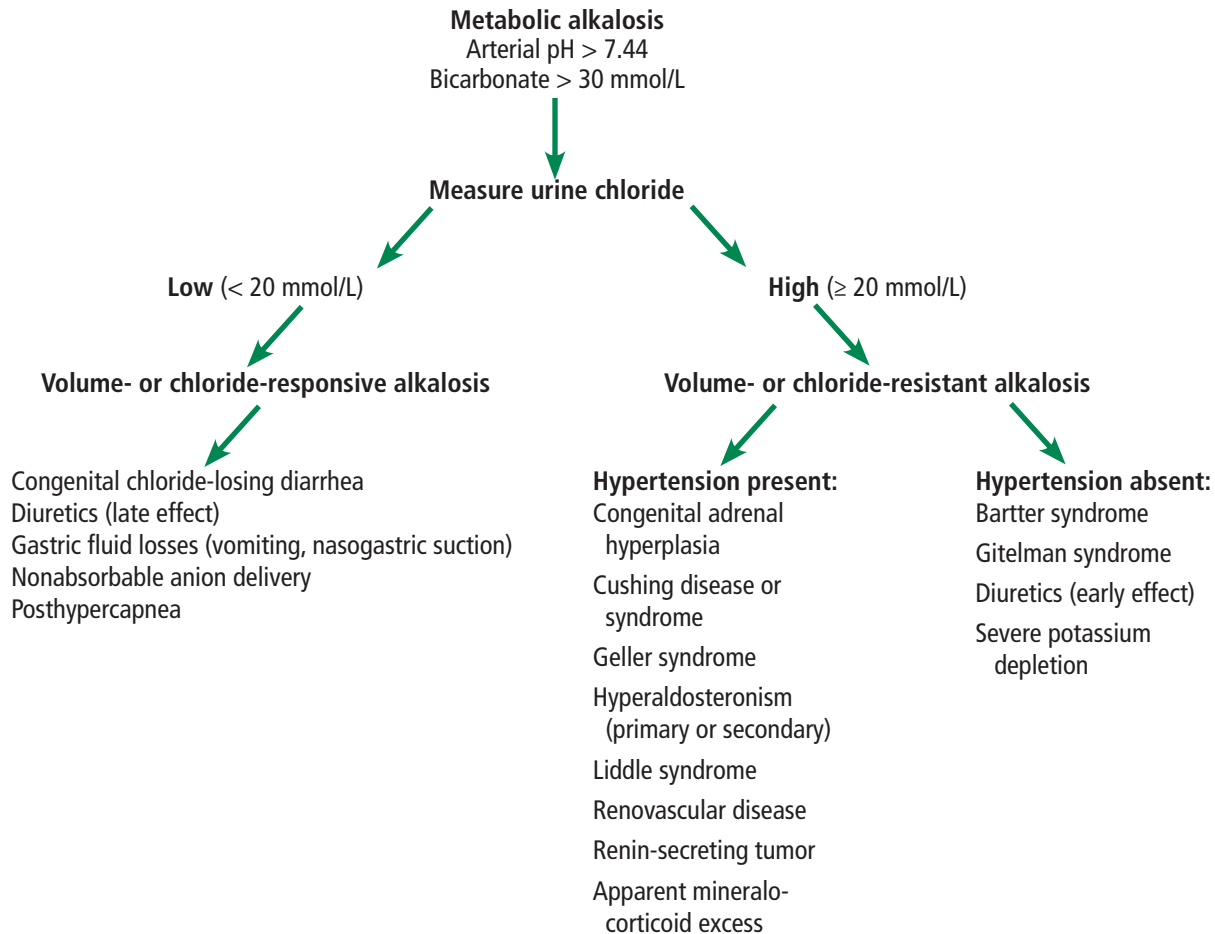 Metabolic alkalosis
Arterial pH > 7.44
Bicarbonate > 30 mmol/L
Measure urine chloride
Low (< 20 mmol/L)
High (≥ 20 mmol/L)
Volume- or chloride-responsive alkalosis
Volume- or chloride-resistant alkalosis
Congenital chloride-losing diarrhea
Diuretics (late effect)
Gastric fluid losses (vomiting, nasogastric suction)
Nonabsorbable anion delivery
Posthypercapnea
Hypertension present:
Congenital adrenal
hyperplasia
Cushing disease or
syndrome
Geller syndrome
Hyperaldosteronism
(primary or secondary)
Liddle syndrome
Renovascular disease
Renin-secreting tumor
Apparent mineralo-
corticoid excess
Hypertension absent:
Bartter syndrome
Gitelman syndrome
Diuretics (early effect)
Severe potassium
depletion